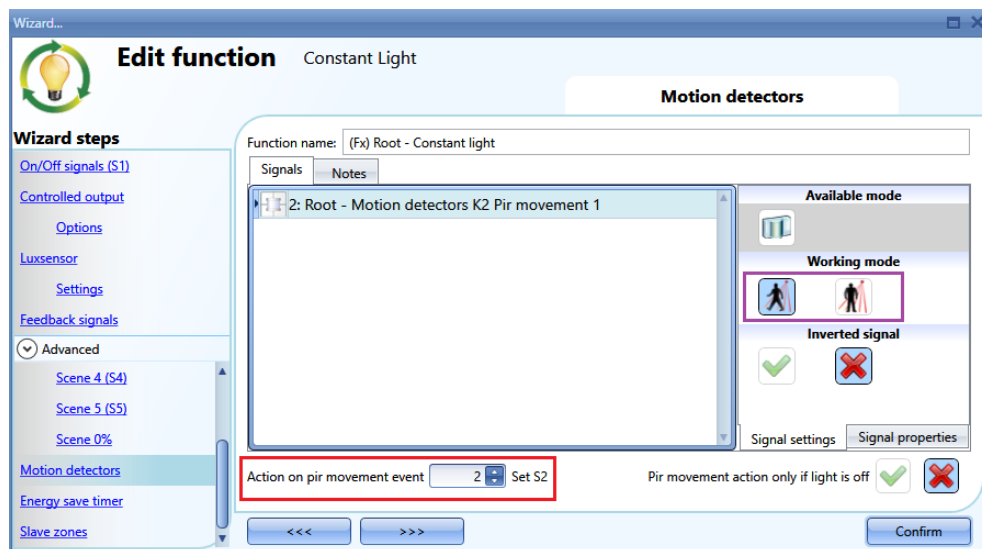 Wizard...
Edit function Constant Light
Motion detectors
Wizard steps
On/Off signals (S1)
Controlled output
Options
Luxsensor
Settings
Feedback signals
Advanced
Scene 4 (S4)
Scene 5 (S5)
Scene 0%
Motion detectors
Energy save timer
Slave zones
Function name: (Fx) Root - Constant light
Signals Notes
2: Root - Motion detectors K2 Pir movement 1
Available mode
Working mode
Inverted signal
Signal settings Signal properties
Action on pir movement event 2 Set S2
Pir movement action only if light is off
<<< >>> Confirm